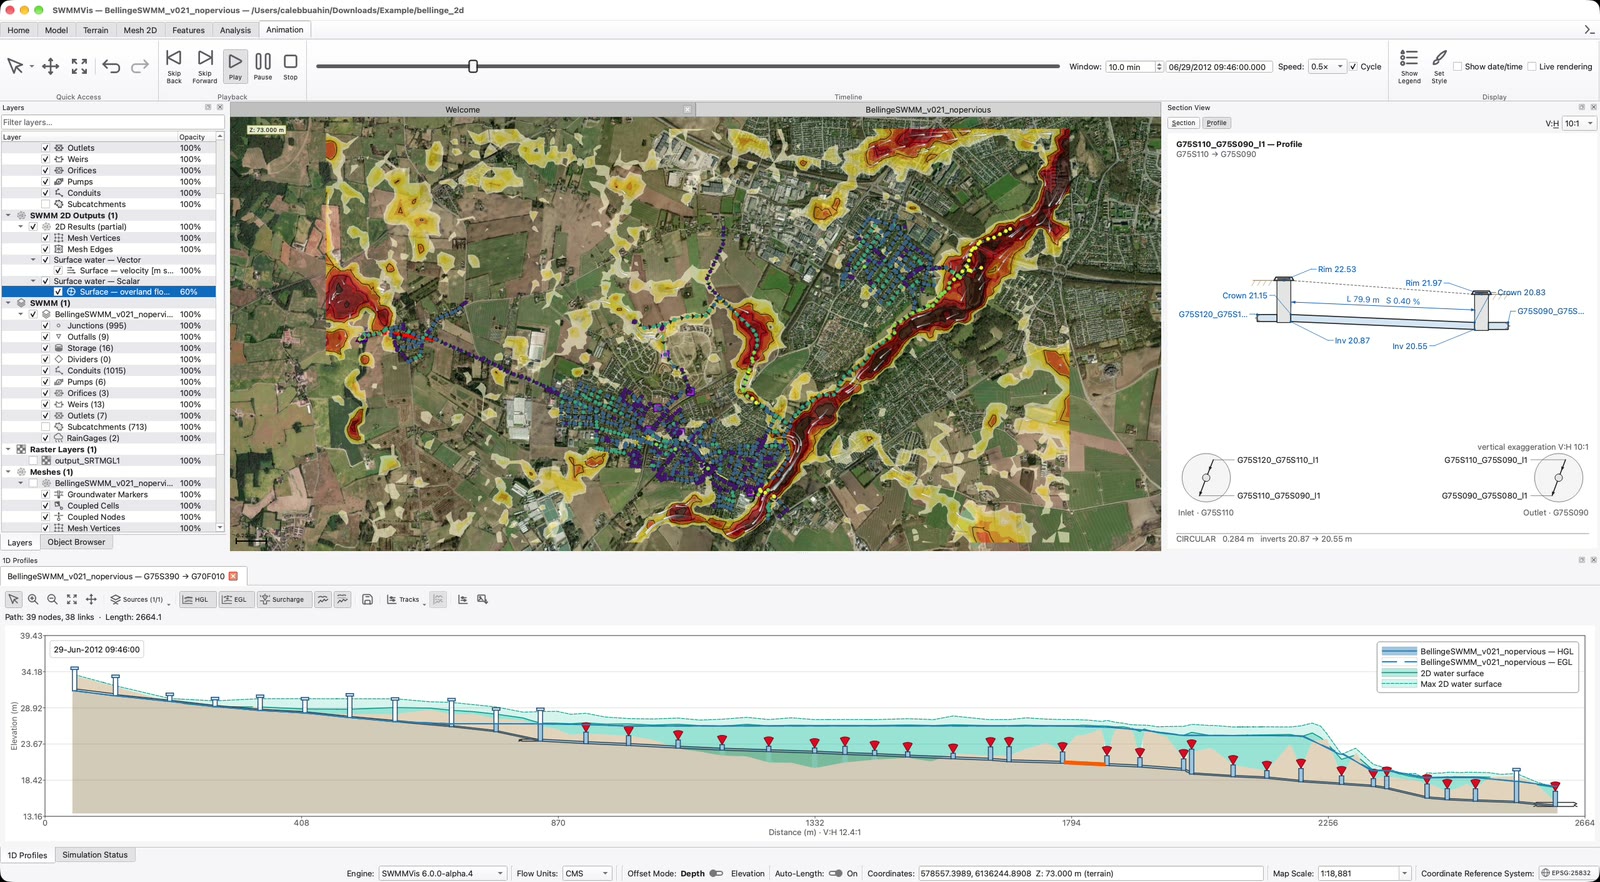 SWMMVis — BellingeSWMM_v021_nopervious — /Users/calebbuahin/Downloads/Example/bellinge_2d
Home Model Terrain Mesh 2D Features Analysis Animation
Skip Back Skip Forward Play Pause Stop
Window: 10.0 min 06/29/2012 09:46:00.000 Speed: 0.5× Cycle
Show Legend Set Style Show date/time Live rendering
Quick Access Playback Timeline Display
Layers
Filter layers...
Layer Opacity
Outlets 100%
Weirs 100%
Orifices 100%
Pumps 100%
Conduits 100%
Subcatchments 100%
SWMM 2D Outputs (1)
2D Results (partial) 100%
Mesh Vertices 100%
Mesh Edges 100%
Surface water — Vector
Surface — velocity [m s... 100%
Surface water — Scalar
Surface — overland flo... 60%
SWMM (1)
BellingeSWMM_v021_nopervi... 100%
Junctions (995) 100%
Outfalls (9) 100%
Storage (16) 100%
Dividers (0) 100%
Conduits (1015) 100%
Pumps (6) 100%
Orifices (3) 100%
Weirs (13) 100%
Outlets (7) 100%
Subcatchments (713) 100%
RainGages (2) 100%
Raster Layers (1)
output_SRTMGL1 100%
Meshes (1)
BellingeSWMM_v021_nopervi... 100%
Groundwater Markers 100%
Coupled Cells 100%
Coupled Nodes 100%
Mesh Vertices 100%
Layers Object Browser
Welcome BellingeSWMM_v021_nopervious
Z: 73.000 m
Section View
Section Profile V:H 10:1
G75S110_G75S090_l1 — Profile
G75S110 → G75S090
Rim 22.53
Rim 21.97
Crown 21.15
Crown 20.83
L 79.9 m S 0.40 %
G75S120_G75S1...
G75S090_G75S...
Inv 20.87
Inv 20.55
vertical exaggeration V:H 10:1
G75S120_G75S110_l1 G75S110_G75S090_l1
G75S110_G75S090_l1 G75S090_G75S080_l1
Inlet · G75S110 Outlet · G75S090
CIRCULAR 0.284 m inverts 20.87 → 20.55 m
1D Profiles
BellingeSWMM_v021_nopervious — G75S390 → G70F010
Sources (1/1) HGL EGL Surcharge Tracks
Path: 39 nodes, 38 links · Length: 2664.1
29-Jun-2012 09:46:00
BellingeSWMM_v021_nopervious — HGL
BellingeSWMM_v021_nopervious — EGL
2D water surface
Max 2D water surface
Elevation (m)
39.43
34.18
28.92
23.67
18.42
13.16
0 408 870 1332 1794 2256 2664
Distance (m) · V:H 12.4:1
1D Profiles Simulation Status
Engine: SWMMVis 6.0.0-alpha.4 Flow Units: CMS Offset Mode: Depth Elevation Auto-Length: On Coordinates: 578557.3989, 6136244.8908 Z: 73.000 m (terrain) Map Scale: 1:18,881 Coordinate Reference System: EPSG:25832